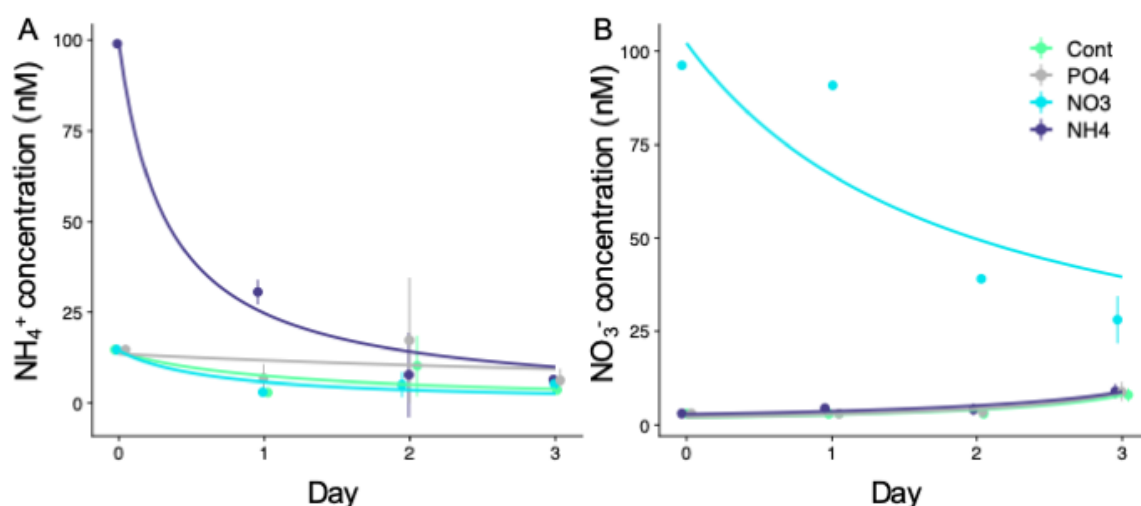 A
NH₄⁺ concentration (nM)
100
75
50
25
0
0 1 2 3
Day
B
NO₃⁻ concentration (nM)
100
75
50
25
0
0 1 2 3
Day
Cont
PO4
NO3
NH4